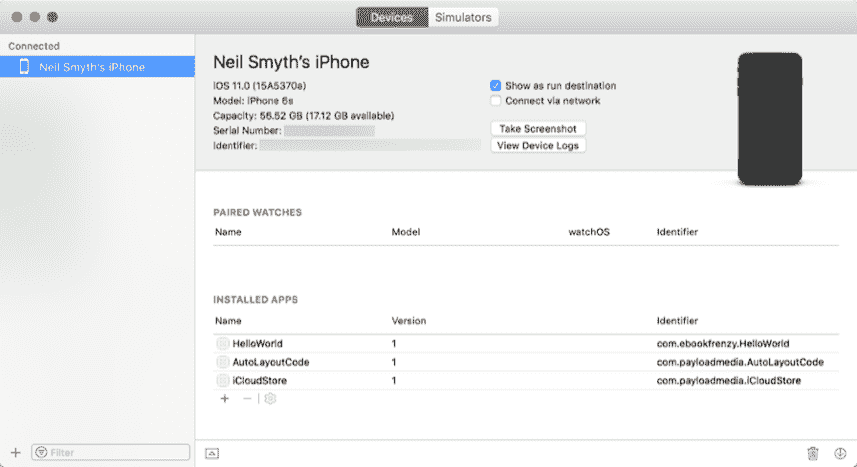 Devices Simulators
Connected
Neil Smyth's iPhone
Neil Smyth's iPhone
iOS 11.0 (15A5370a)
Model: iPhone 6s
Capacity: 56.52 GB (17.12 GB available)
Serial Number:
Identifier:
Show as run destination
Connect via network
Take Screenshot
View Device Logs
PAIRED WATCHES
Name Model watchOS Identifier
INSTALLED APPS
Name Version Identifier
HelloWorld 1 com.ebookfrenzy.HelloWorld
AutoLayoutCode 1 com.payloadmedia.AutoLayoutCode
iCloudStore 1 com.payloadmedia.iCloudStore
Filter